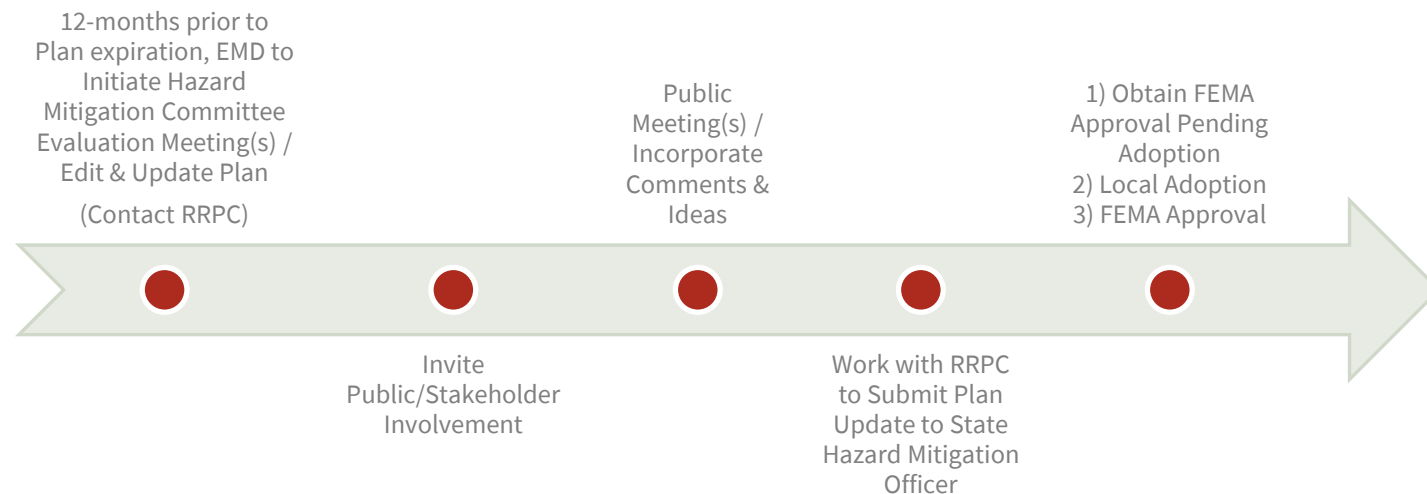 12-months prior to
Plan expiration, EMD to
Initiate Hazard
Mitigation Committee
Evaluation Meeting(s) /
Edit & Update Plan
(Contact RRPC)
Invite
Public/Stakeholder
Involvement
Public
Meeting(s) /
Incorporate
Comments &
Ideas
Work with RRPC
to Submit Plan
Update to State
Hazard Mitigation
Officer
1) Obtain FEMA
Approval Pending
Adoption
2) Local Adoption
3) FEMA Approval